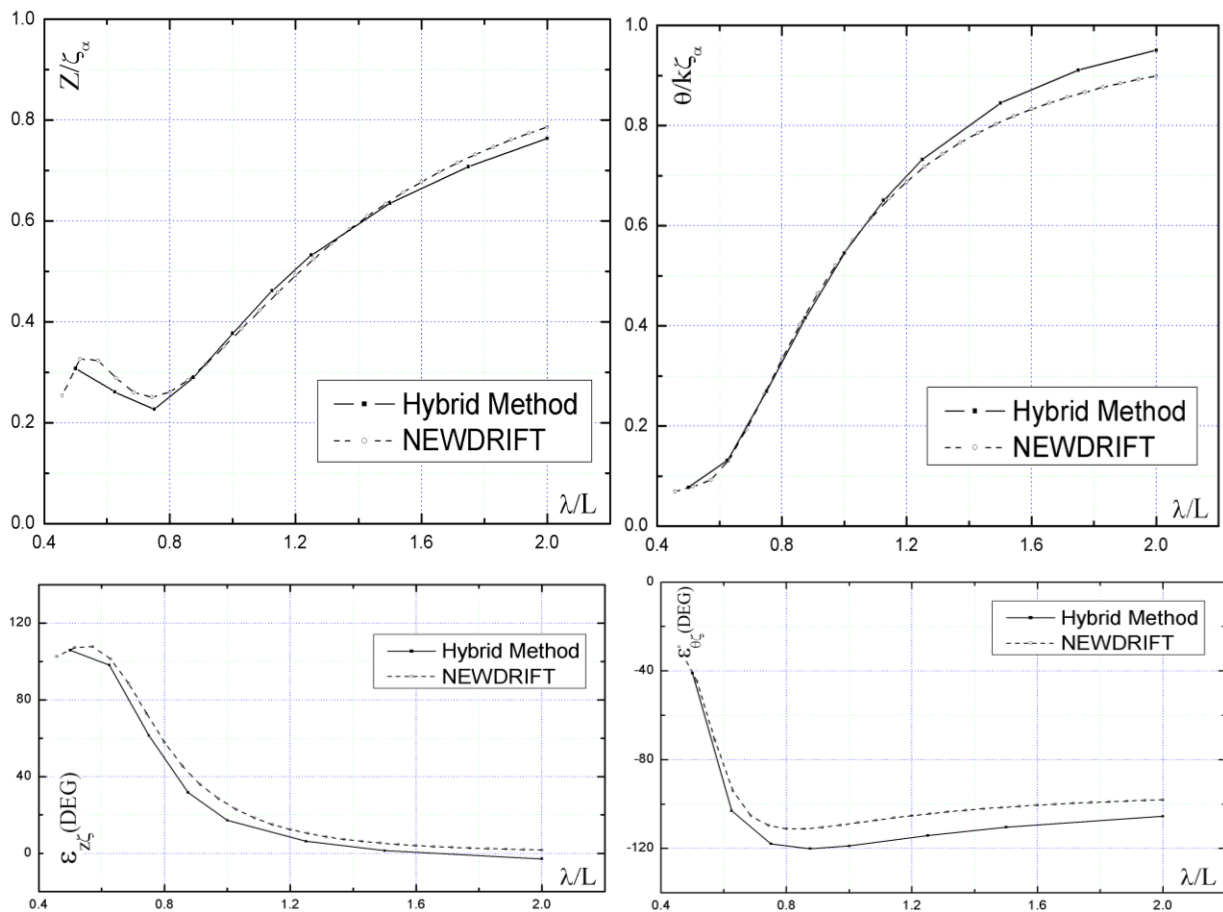 Z/ζα
1.0
0.8
0.6
0.4
0.2
0.0
0.4
0.8
1.2
1.6
2.0
Hybrid Method
NEWDRIFT
λ/L
θ/kζα
1.0
0.8
0.6
0.4
0.2
0.0
0.4
0.8
1.2
1.6
2.0
Hybrid Method
NEWDRIFT
λ/L
εzζ(DEG)
120
80
40
0
0.4
0.8
1.2
1.6
2.0
Hybrid Method
NEWDRIFT
λ/L
εθζ(DEG)
0
-40
-80
-120
0.4
0.8
1.2
1.6
2.0
Hybrid Method
NEWDRIFT
λ/L